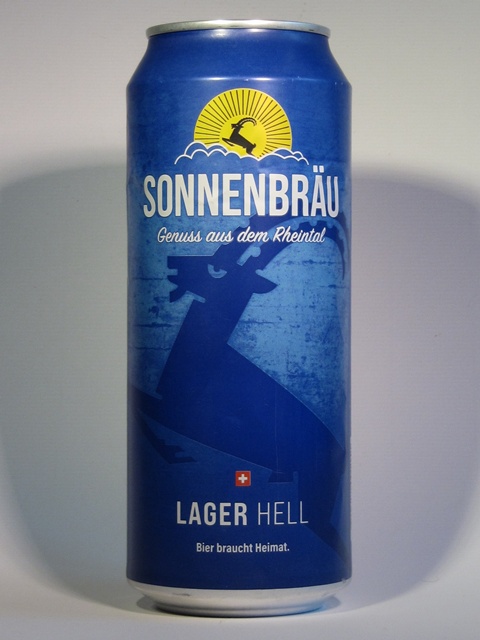 SONNENBRÄU
Genuss aus dem Rheintal
LAGER HELL
Bier braucht Heimat.